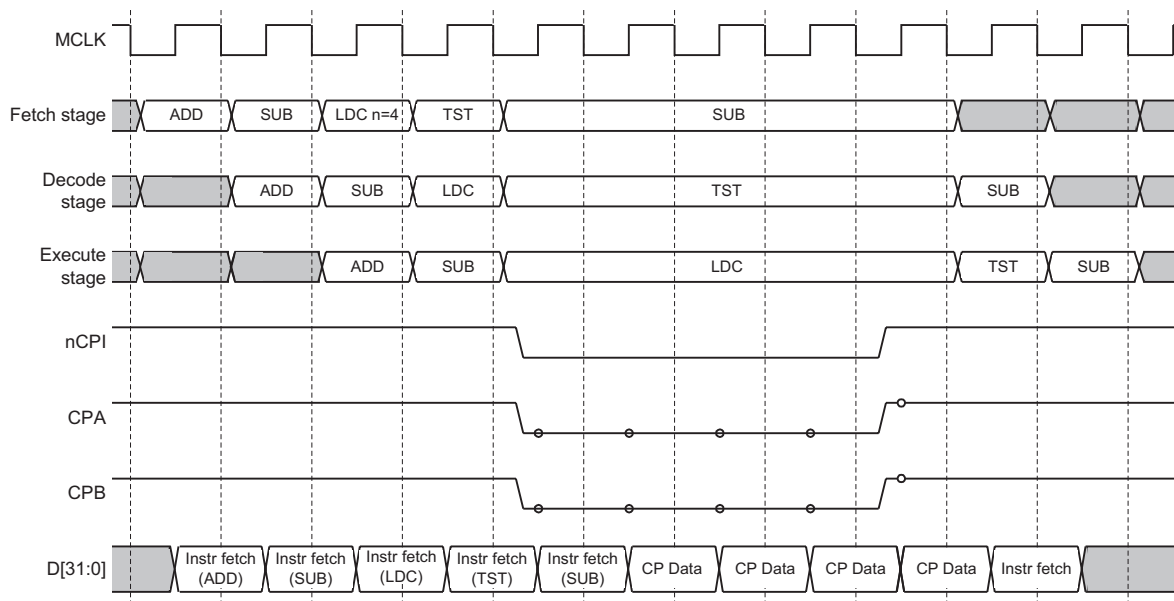 MCLK
Fetch stage
ADD
SUB
LDC n=4
TST
SUB
Decode
stage
ADD
SUB
LDC
TST
SUB
Execute
stage
ADD
SUB
LDC
TST
SUB
nCPI
CPA
CPB
D[31:0]
Instr fetch
(ADD)
Instr fetch
(SUB)
Instr fetch
(LDC)
Instr fetch
(TST)
Instr fetch
(SUB)
CP Data
CP Data
CP Data
CP Data
Instr fetch